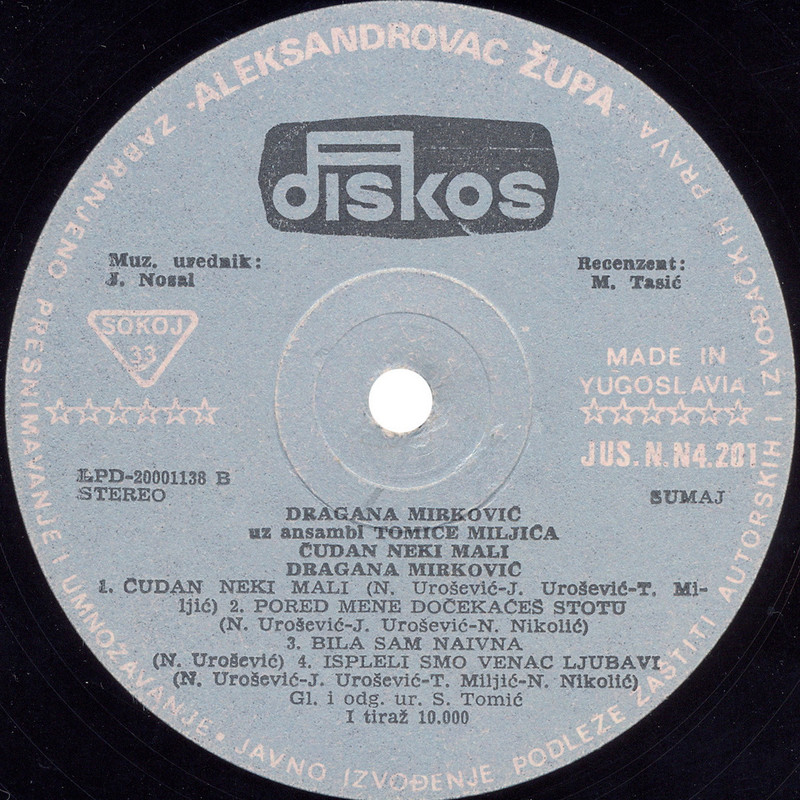 ·ALEKSANDROVAC ŽUPA·
ZABRANJENO PRESNIMAVANJE I UMNOŽAVANJE • JAVNO IZVOĐENJE PODLEŽE ZAŠTITI AUTORSKIH I IZVOĐAČKIH PRAVA
DISKOS
Muz. urednik:
J. Nosal
Recenzent:
M. Tasić
SOKOJ
33
MADE IN
YUGOSLAVIA
☆☆☆☆☆☆
☆☆☆☆☆☆
JUS.N.N4.201
LPD-20001138 B
STEREO
SUMAJ
DRAGANA MIRKOVIĆ
uz ansambl TOMICE MILJIĆA
ČUDAN NEKI MALI
DRAGANA MIRKOVIĆ
1. ČUDAN NEKI MALI (N. Urošević-J. Urošević-T. Mi-
ljić) 2. PORED MENE DOČEKAĆEŠ STOTU
(N. Urošević-J. Urošević-N. Nikolić)
3. BILA SAM NAIVNA
(N. Urošević) 4. ISPLELI SMO VENAC LJUBAVI
(N. Urošević-J. Urošević-T. Miljić-N. Nikolić)
Gl. i odg. ur. S. Tomić
I tiraž 10.000